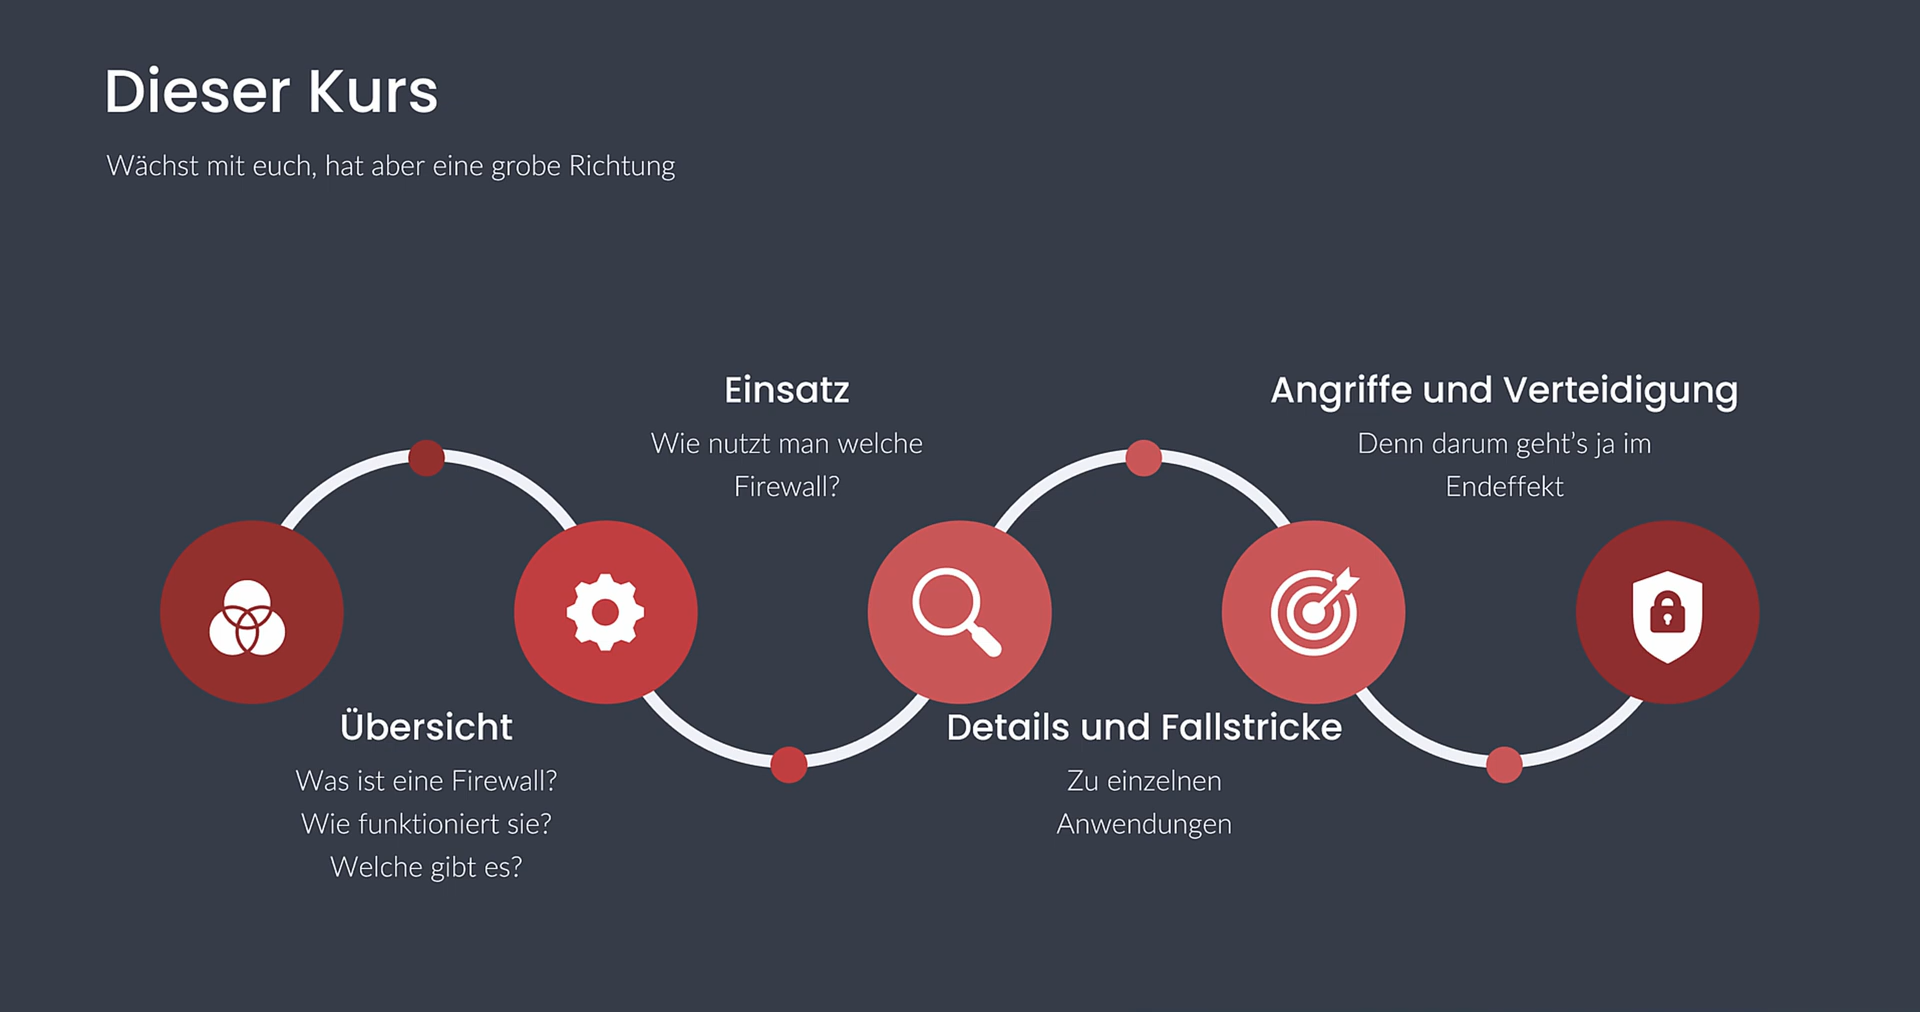 Dieser Kurs
Wächst mit euch, hat aber eine grobe Richtung
Übersicht
Was ist eine Firewall?
Wie funktioniert sie?
Welche gibt es?
Einsatz
Wie nutzt man welche
Firewall?
Details und Fallstricke
Zu einzelnen
Anwendungen
Angriffe und Verteidigung
Denn darum geht’s ja im
Endeffekt